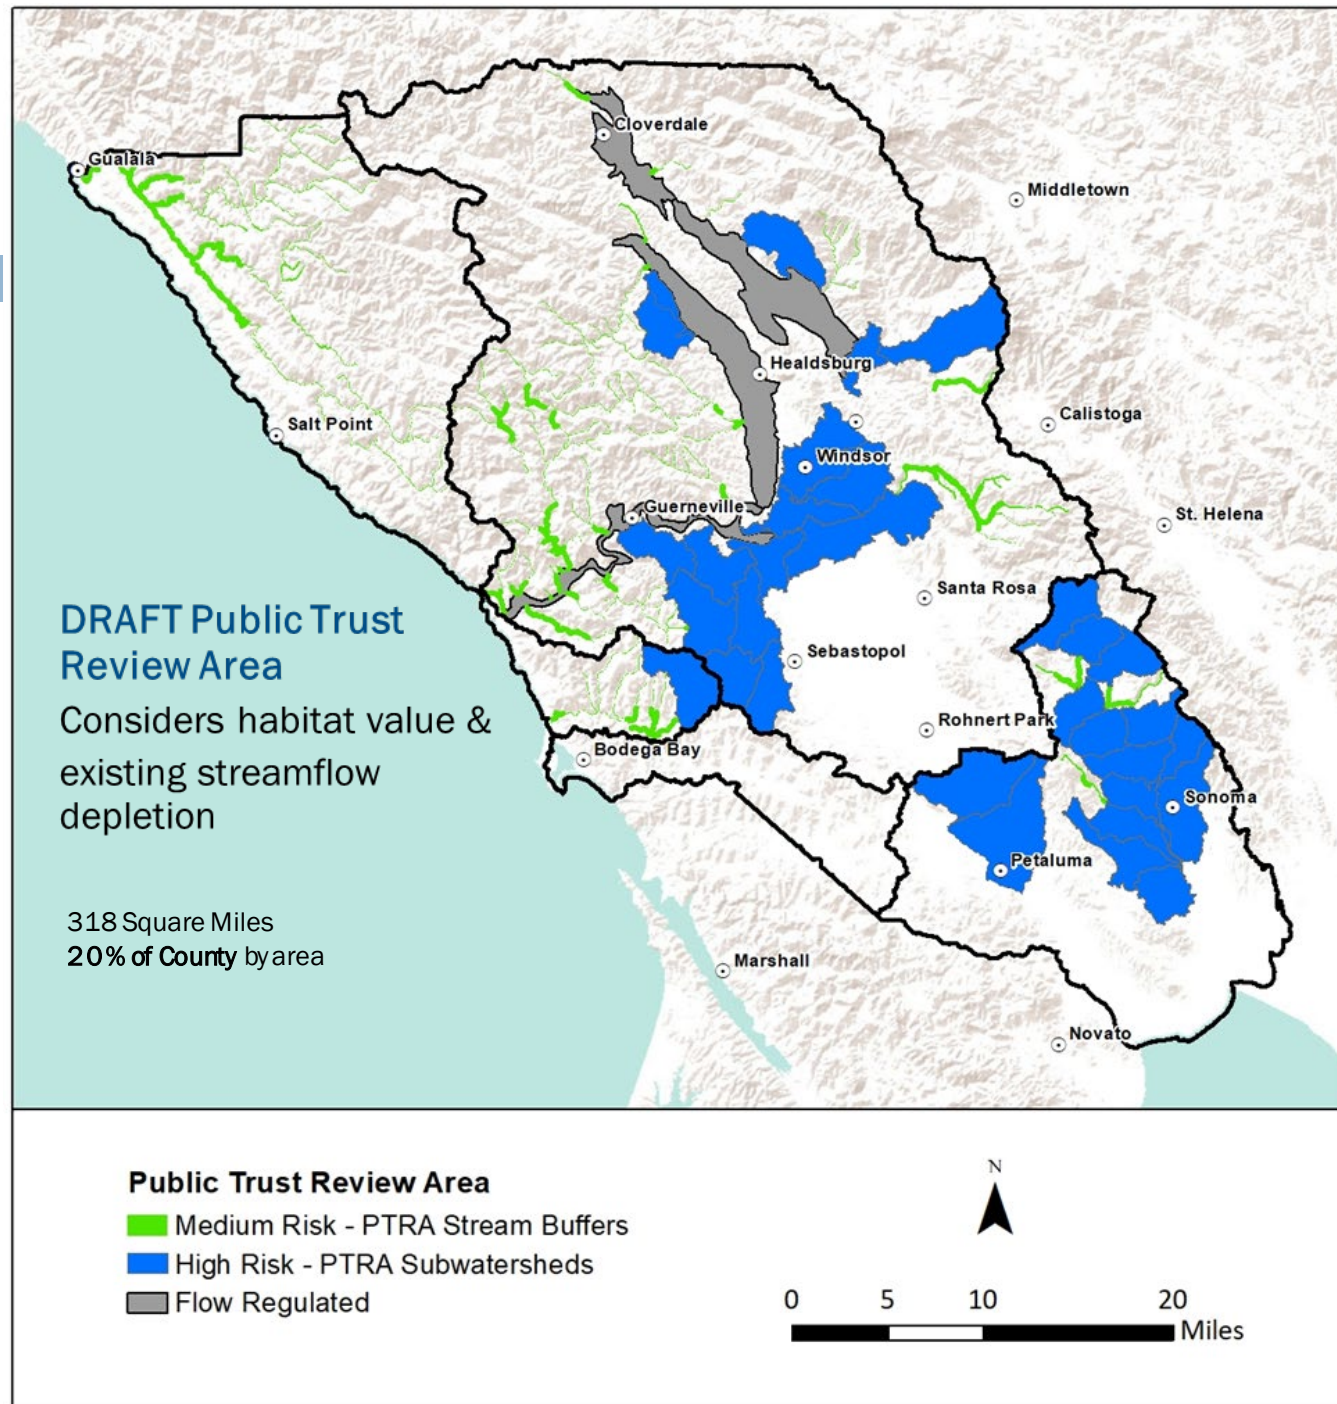 Cloverdale
Gualala
Middletown
Healdsburg
Calistoga
Salt Point
Windsor
Guerneville
St. Helena
DRAFT Public Trust
Review Area
Considers habitat value &
existing streamflow
depletion
318 Square Miles
20% of County by area
Santa Rosa
Sebastopol
Rohnert Park
Bodega Bay
Sonoma
Petaluma
Marshall
Novato
Public Trust Review Area
Medium Risk - PTRA Stream Buffers
High Risk - PTRA Subwatersheds
Flow Regulated
N
0 5 10 20
Miles